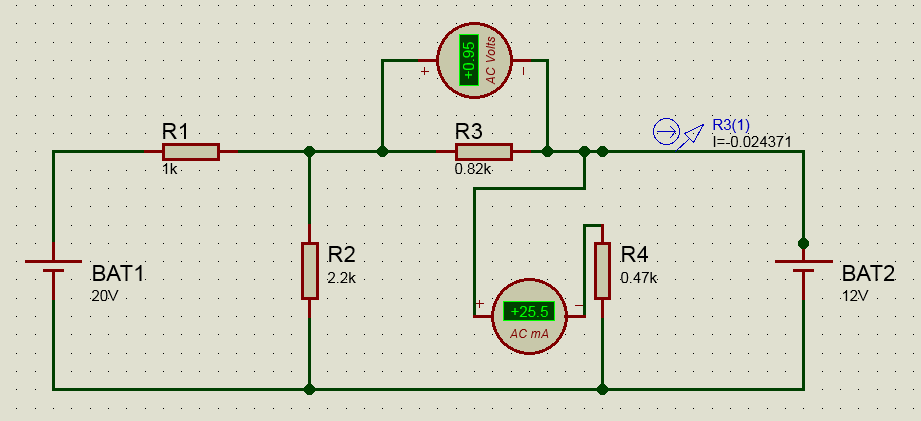 +0.95
AC Volts
+
−
R1
1k
R3
0.82k
R3(1)
I=-0.024371
R2
2.2k
R4
0.47k
BAT1
20V
BAT2
12V
+
−
+25.5
AC mA